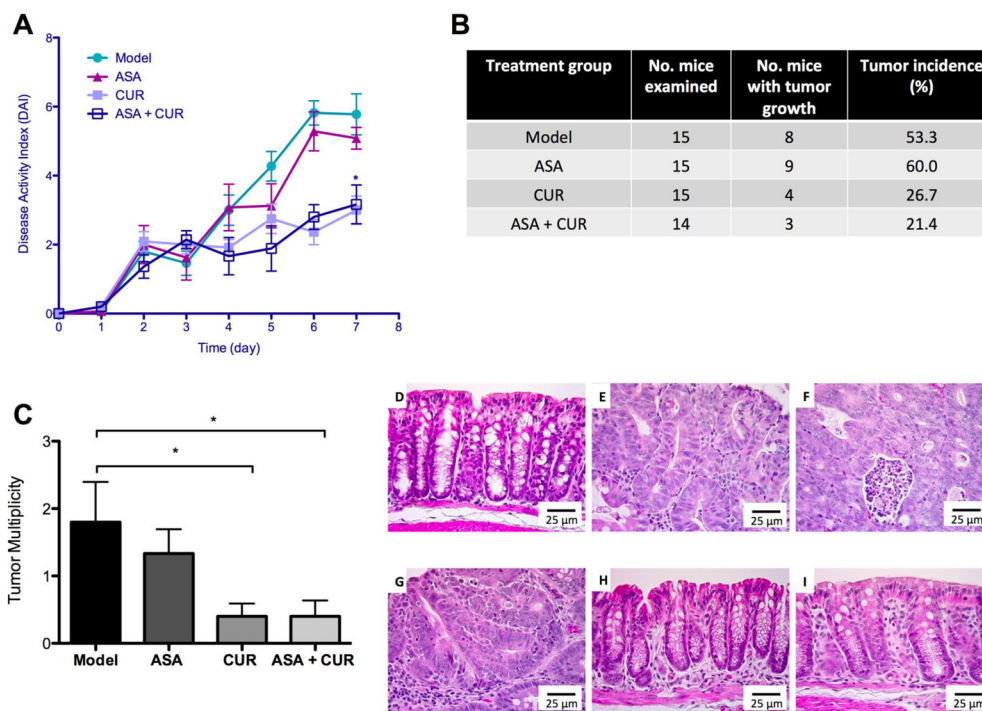 A
Disease Activity Index (DAI)
8
6
4
2
0
Model
ASA
CUR
ASA + CUR
*
0 1 2 3 4 5 6 7 8
Time (day)
B
Treatment group No. mice examined No. mice with tumor growth Tumor incidence (%)
Model 15 8 53.3
ASA 15 9 60.0
CUR 15 4 26.7
ASA + CUR 14 3 21.4
C
Tumor Multiplicity
3
2
1
0
*
*
Model ASA CUR ASA + CUR
D
25 µm
E
25 µm
F
25 µm
G
25 µm
H
25 µm
I
25 µm